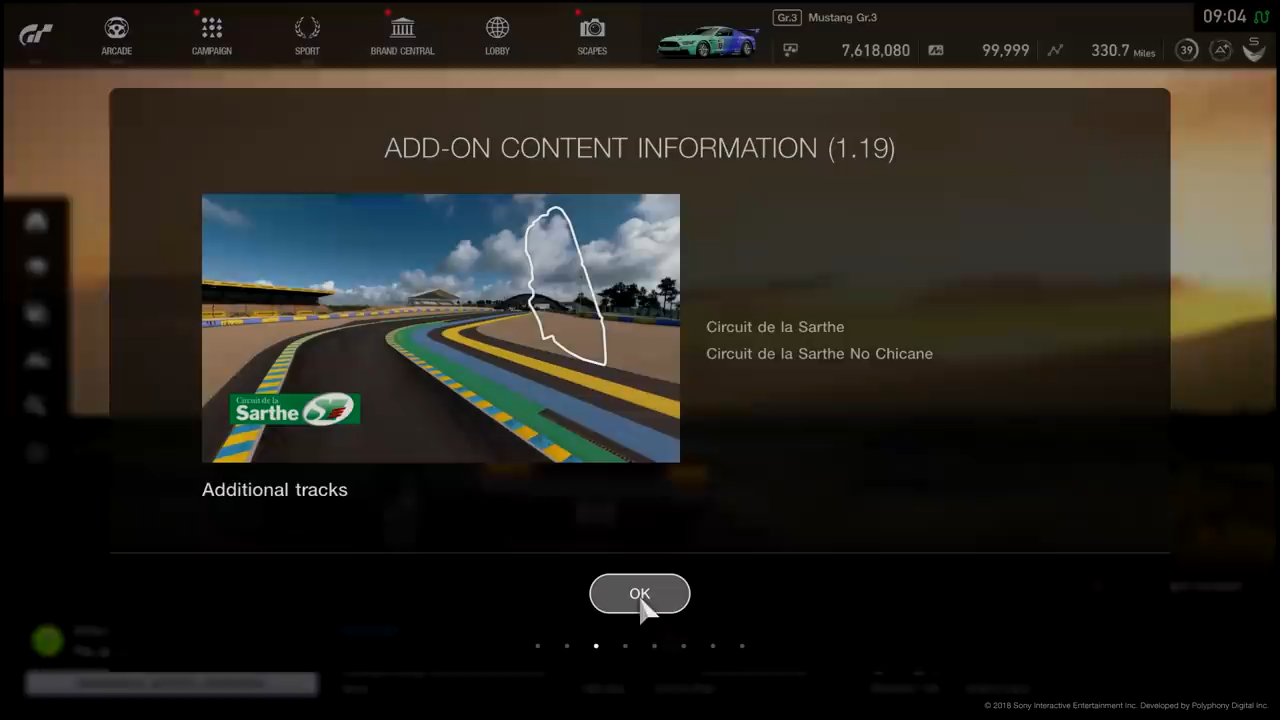 GT
ARCADE
CAMPAIGN
SPORT
BRAND CENTRAL
LOBBY
SCAPES
Gr.3 Mustang Gr.3
7,618,080
99,999
330.7 Miles
39
A+
S
09:04
ADD-ON CONTENT INFORMATION (1.19)
Circuit de la
Sarthe
Circuit de la Sarthe
Circuit de la Sarthe No Chicane
Additional tracks
OK
© 2018 Sony Interactive Entertainment Inc. Developed by Polyphony Digital Inc.